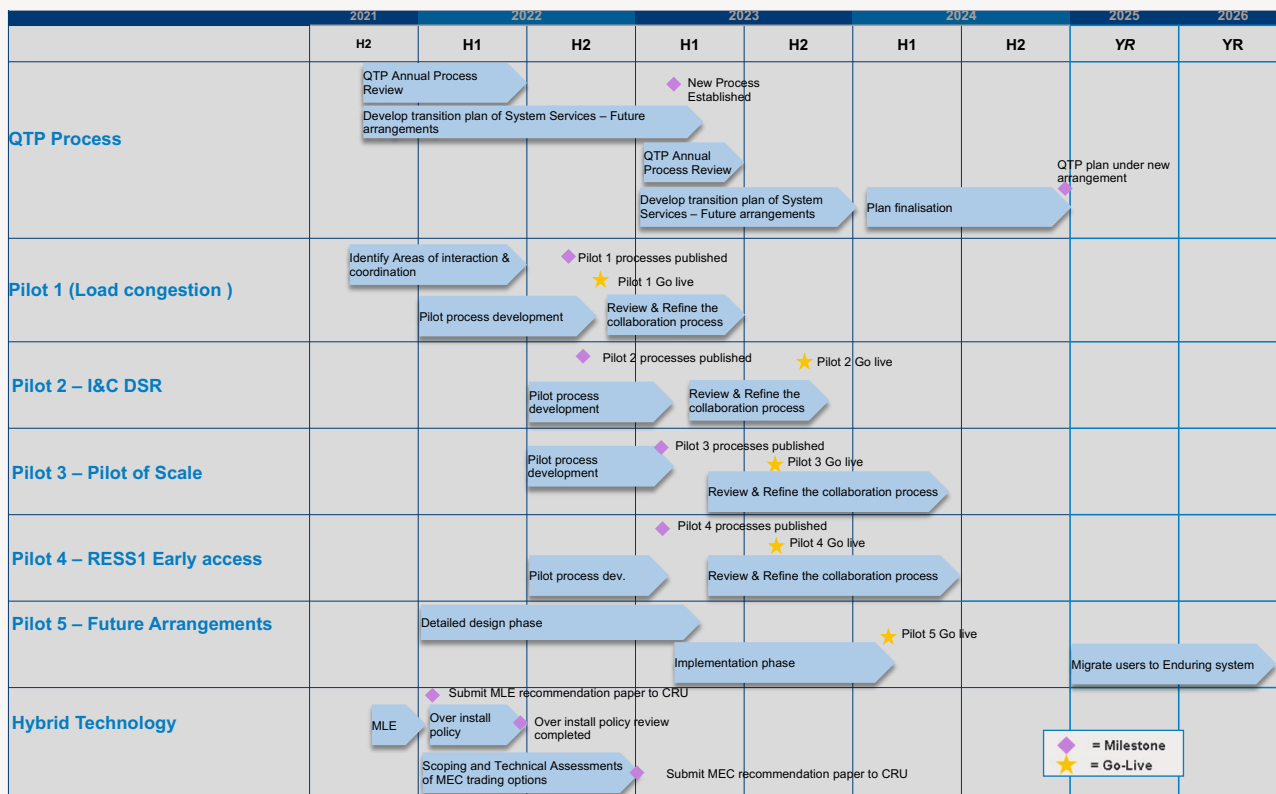 2021 2022 2023 2024 2025 2026
H2 H1 H2 H1 H2 H1 H2 YR YR
QTP Process
QTP Annual Process
Review
New Process
Established
Develop transition plan of System Services – Future
arrangements
QTP Annual
Process Review
QTP plan under new
arrangement
Develop transition plan of System
Services – Future arrangements
Plan finalisation
Pilot 1 (Load congestion )
Identify Areas of interaction &
coordination
Pilot 1 processes published
Pilot 1 Go live
Pilot process development
Review & Refine the
collaboration process
Pilot 2 – I&C DSR
Pilot 2 processes published
Pilot 2 Go live
Pilot process
development
Review & Refine the
collaboration process
Pilot 3 – Pilot of Scale
Pilot process
development
Pilot 3 processes published
Pilot 3 Go live
Review & Refine the collaboration process
Pilot 4 – RESS1 Early access
Pilot 4 processes published
Pilot 4 Go live
Pilot process dev.
Review & Refine the collaboration process
Pilot 5 – Future Arrangements
Detailed design phase
Pilot 5 Go live
Implementation phase
Migrate users to Enduring system
Hybrid Technology
Submit MLE recommendation paper to CRU
MLE
Over install
policy
Over install policy review
completed
Scoping and Technical Assessments
of MEC trading options
Submit MEC recommendation paper to CRU
= Milestone
= Go-Live